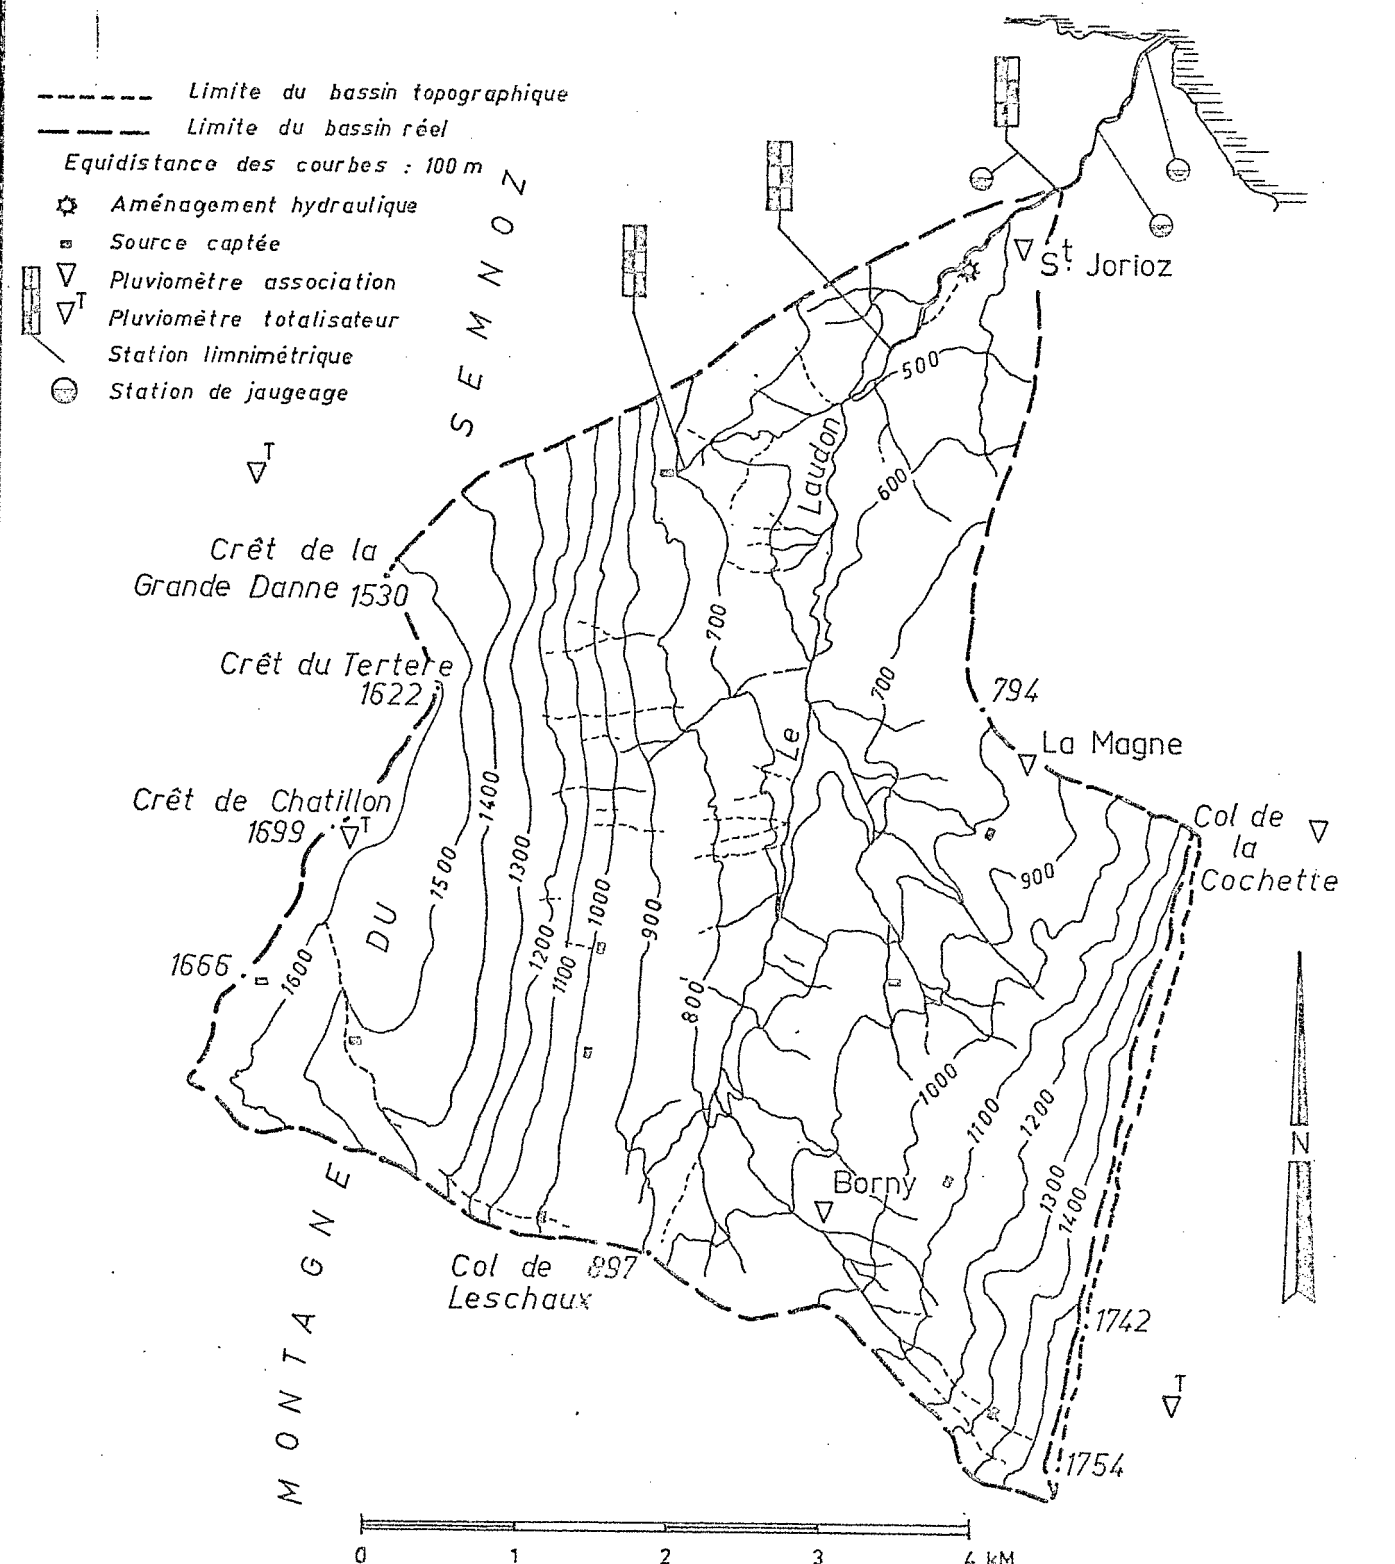 Limite du bassin topographique
Limite du bassin réel
Equidistance des courbes : 100 m
Aménagement hydraulique
Source captée
Pluviomètre association
T
Pluviomètre totalisateur
Station limnimétrique
Station de jaugeage
MONTAGNE DU SEMNOZ
St. Jorioz
500
Laudon
600
T
Crêt de la
Grande Danne 1530
700
Crêt du Tertere
1622
700
794
Le
La Magne
Crêt de Chatillon
1699
T
1400
1300
1500
Col de
la
Cochette
900
1000
900
1200
1100
1666
1600
800
1000
1100
1200
1300
1400
Borny
N
Col de 897
Leschaux
1742
T
1754
0 1 2 3 4 kM